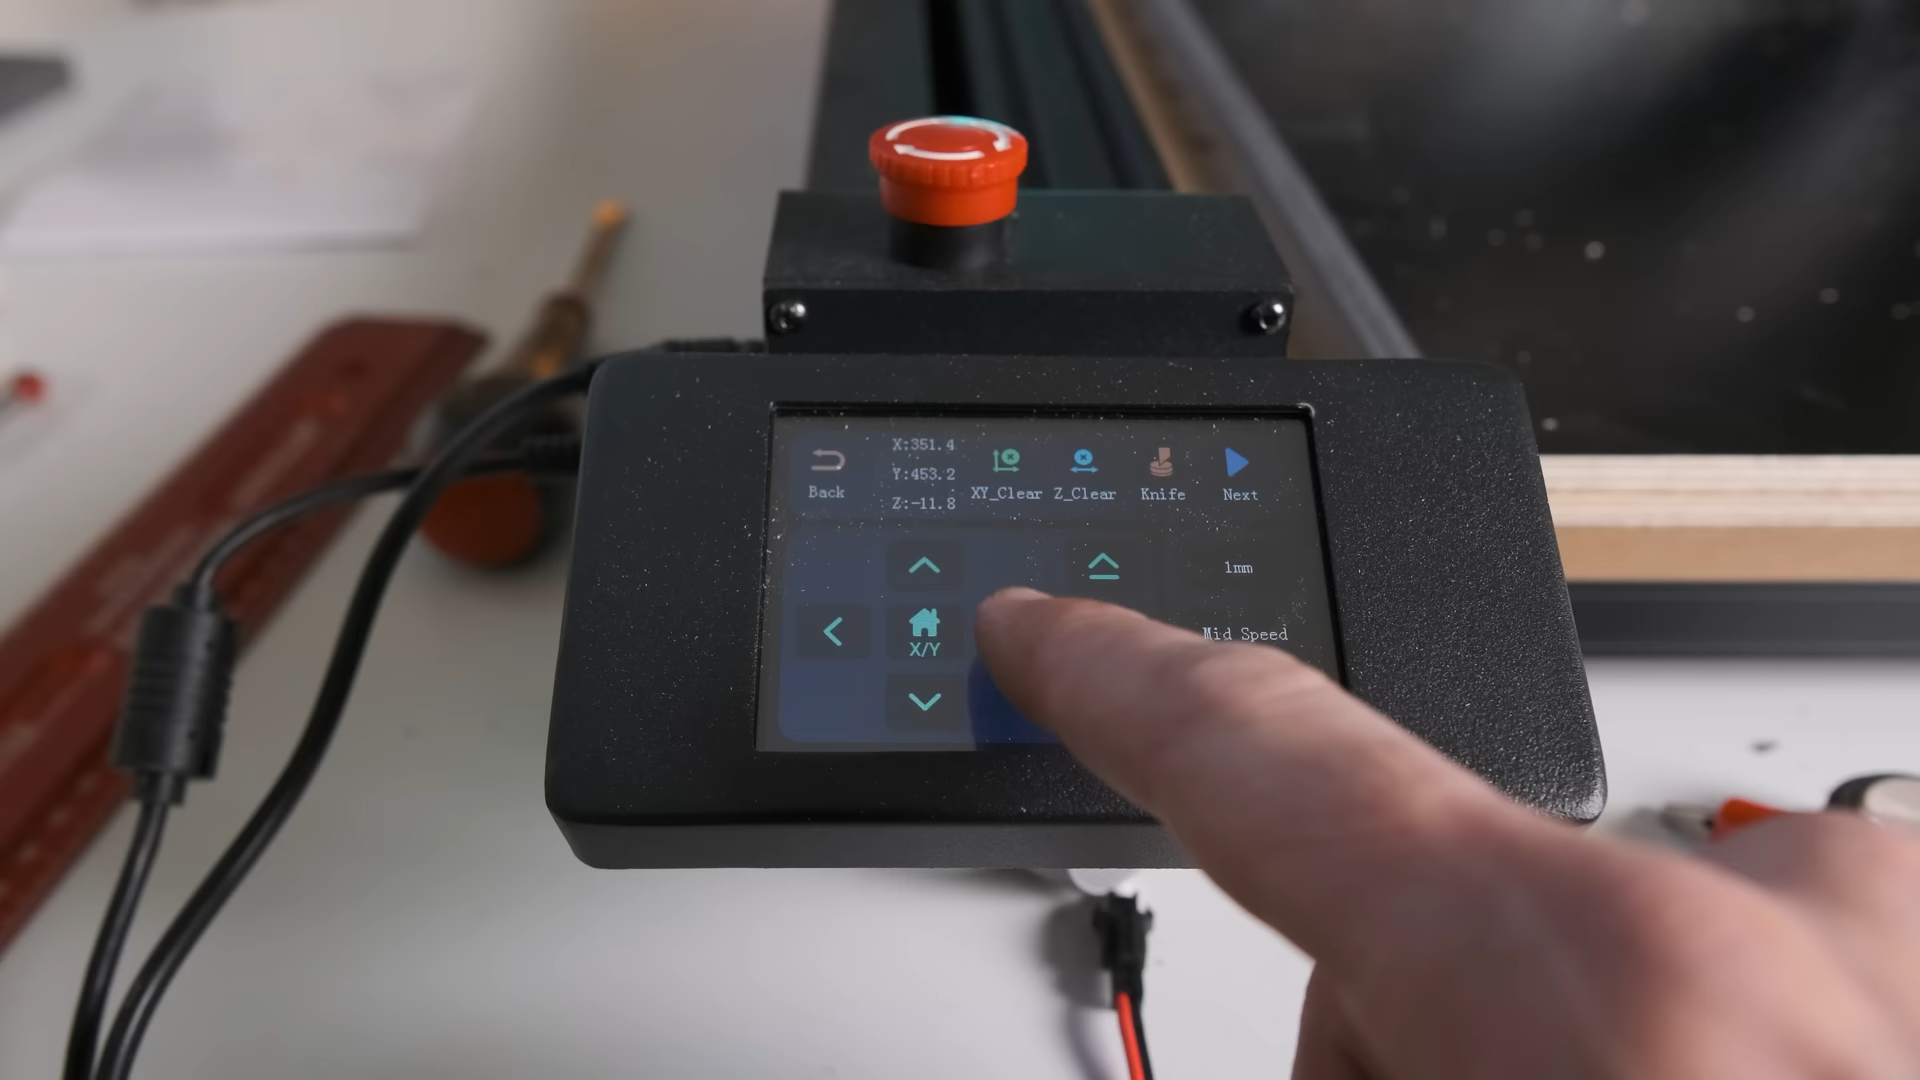 X:351.4
Y:453.2
Z:-11.8
Back
XY_Clear
Z_Clear
Knife
Next
1mm
X/Y
Mid Speed